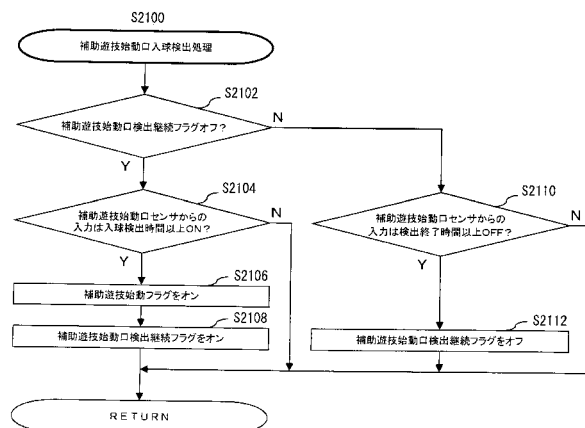 S2100
補助遊技始動口入球検出処理
S2102
補助遊技始動口検出継続フラグオフ?
N
Y
S2104
補助遊技始動口センサからの
入力は入球検出時間以上ON?
N
Y
S2110
補助遊技始動口センサからの
入力は検出終了時間以上OFF?
N
Y
S2106
補助遊技始動フラグをオン
S2108
補助遊技始動口検出継続フラグをオン
S2112
補助遊技始動口検出継続フラグをオフ
RETURN